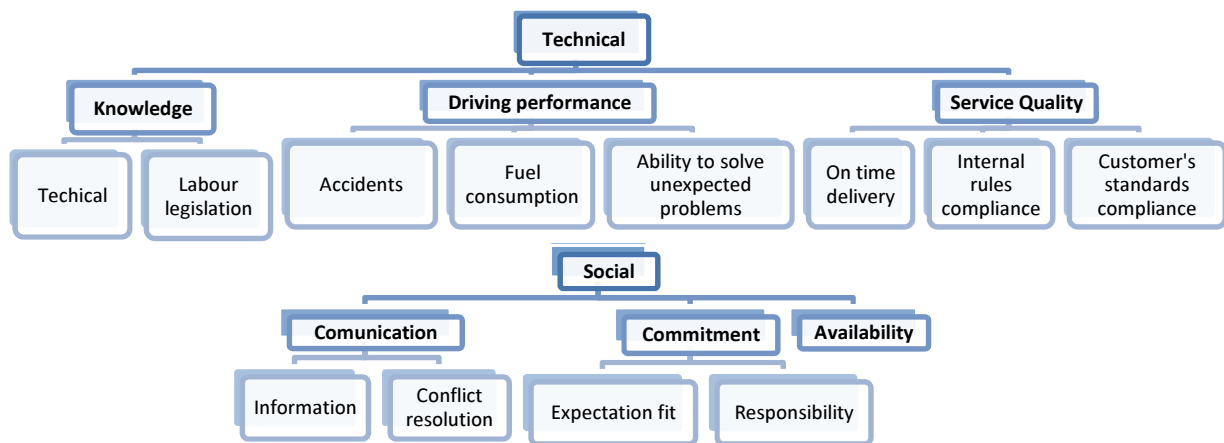 Technical
Knowledge
Driving performance
Service Quality
Techical
Labour
legislation
Accidents
Fuel
consumption
Ability to solve
unexpected
problems
On time
delivery
Internal
rules
compliance
Customer's
standards
compliance
Social
Comunication
Commitment
Availability
Information
Conflict
resolution
Expectation fit
Responsibility